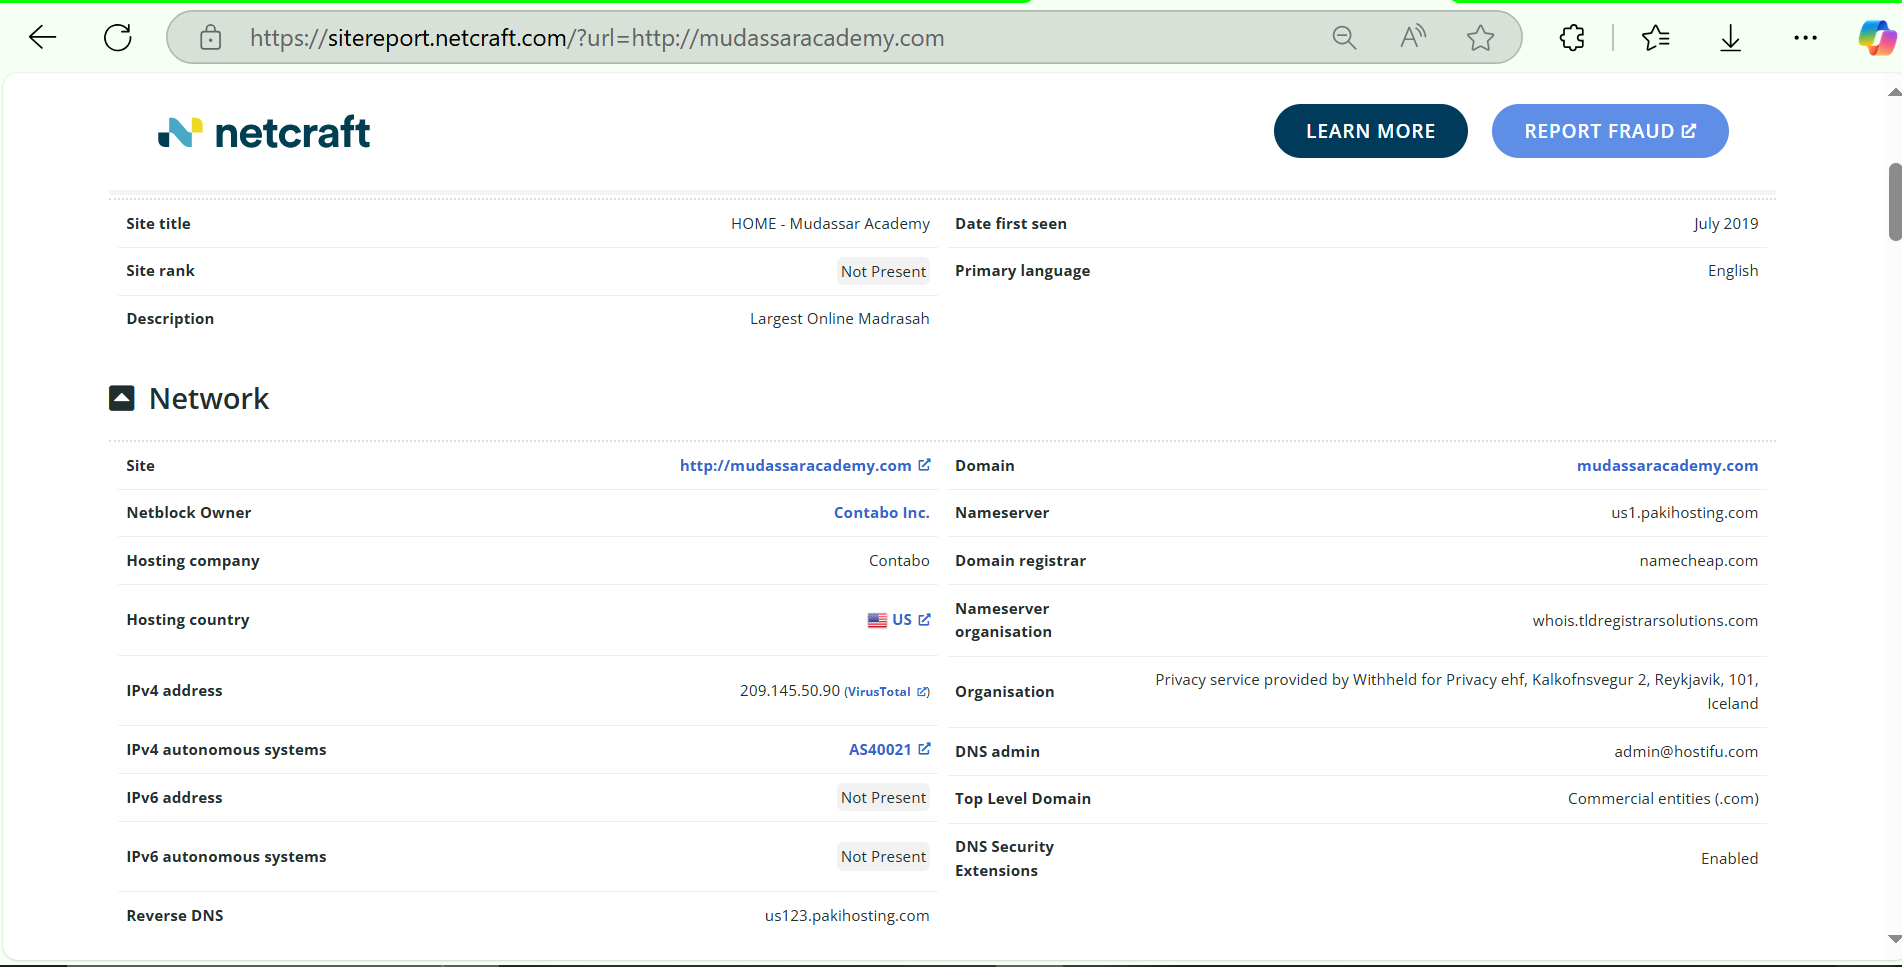 https://sitereport.netcraft.com/?url=http://mudassaracademy.com
netcraft
LEARN MORE
REPORT FRAUD
Site title
HOME - Mudassar Academy
Date first seen
July 2019
Site rank
Not Present
Primary language
English
Description
Largest Online Madrasah
Network
Site
http://mudassaracademy.com
Domain
mudassaracademy.com
Netblock Owner
Contabo Inc.
Nameserver
us1.pakihosting.com
Hosting company
Contabo
Domain registrar
namecheap.com
Hosting country
US
Nameserver
organisation
whois.tldregistrarsolutions.com
IPv4 address
209.145.50.90 (VirusTotal)
Organisation
Privacy service provided by Withheld for Privacy ehf, Kalkofnsvegur 2, Reykjavik, 101,
Iceland
IPv4 autonomous systems
AS40021
DNS admin
admin@hostifu.com
IPv6 address
Not Present
Top Level Domain
Commercial entities (.com)
IPv6 autonomous systems
Not Present
DNS Security
Extensions
Enabled
Reverse DNS
us123.pakihosting.com